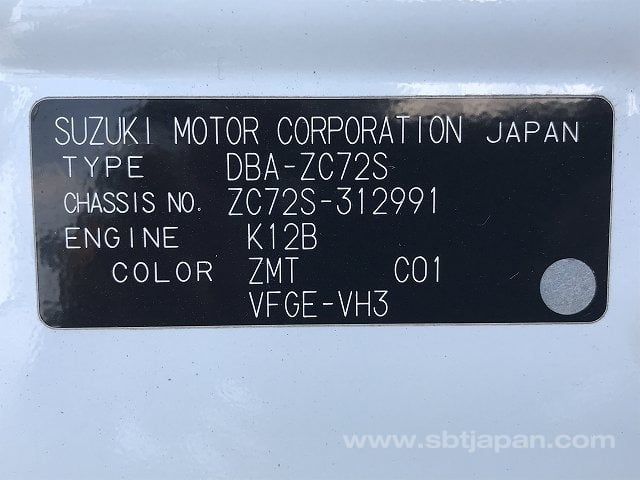 SUZUKI MOTOR CORPORATION JAPAN
TYPE DBA-ZC72S
CHASSIS NO. ZC72S-312991
ENGINE K12B
COLOR ZMT C01
VFGE-VH3
www.sbtjapan.com